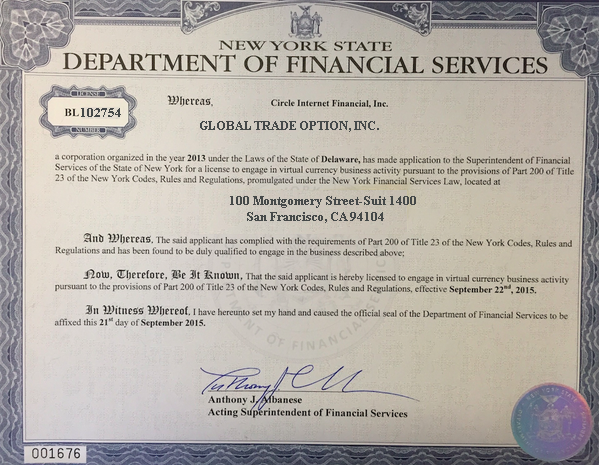 NEW YORK STATE
DEPARTMENT OF FINANCIAL SERVICES
LICENSE
BL102754
NUMBER
Whereas, Circle Internet Financial, Inc.
GLOBAL TRADE OPTION, INC.
a corporation organized in the year 2013 under the Laws of the State of Delaware, has made application to the Superintendent of Financial
Services of the State of New York for a license to engage in virtual currency business activity pursuant to the provisions of Part 200 of Title
23 of the New York Codes, Rules and Regulations, promulgated under the New York Financial Services Law, located at
100 Montgomery Street-Suit 1400
San Francisco, CA94104
And Whereas, The said applicant has complied with the requirements of Part 200 of Title 23 of the New York Codes, Rules and
Regulations and has been found to be duly qualified to engage in the business described above;
Now, Therefore, Be It Known, That the said applicant is hereby licensed to engage in virtual currency business activity
pursuant to the provisions of Part 200 of Title 23 of the New York Codes, Rules and Regulations, effective September 22nd, 2015.
In Witness Whereof, I have hereunto set my hand and caused the official seal of the Department of Financial Services to be
affixed this 21st day of September 2015.
Anthony J. Albanese
Acting Superintendent of Financial Services
001676